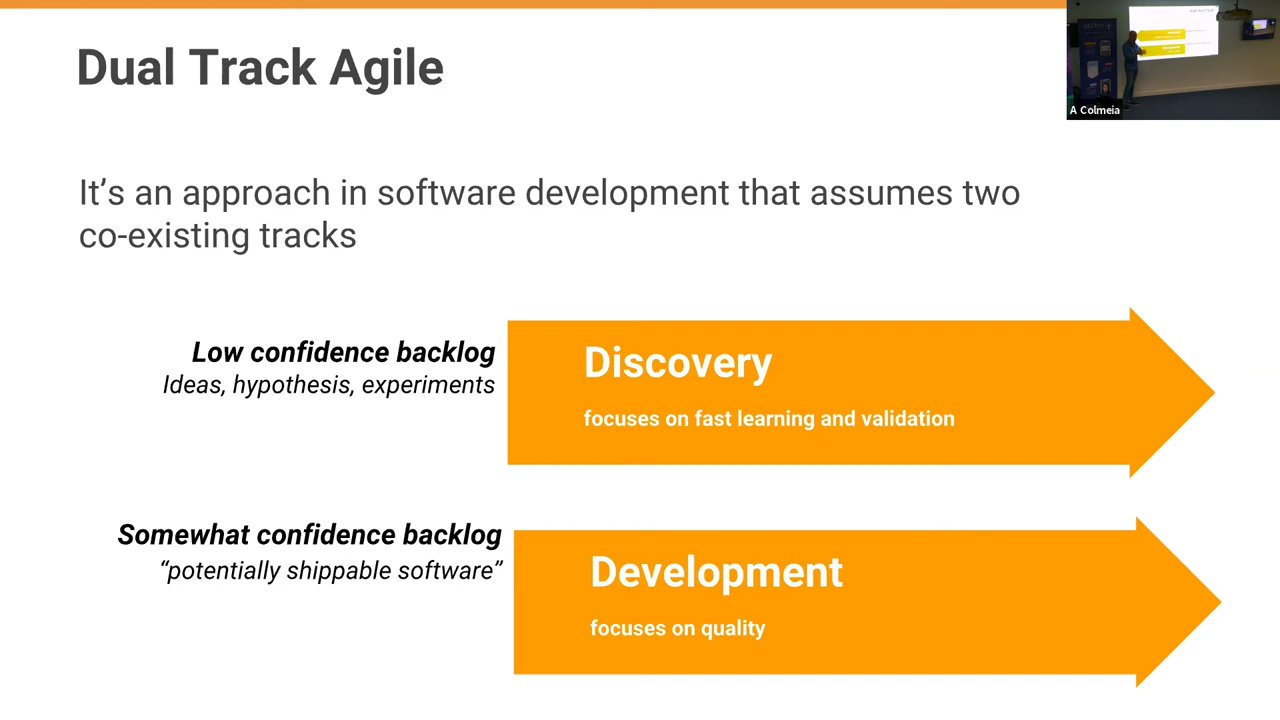 Dual Track Agile
A Colmeia
It’s an approach in software development that assumes two
co-existing tracks
Low confidence backlog
Ideas, hypothesis, experiments
Discovery
focuses on fast learning and validation
Somewhat confidence backlog
“potentially shippable software”
Development
focuses on quality